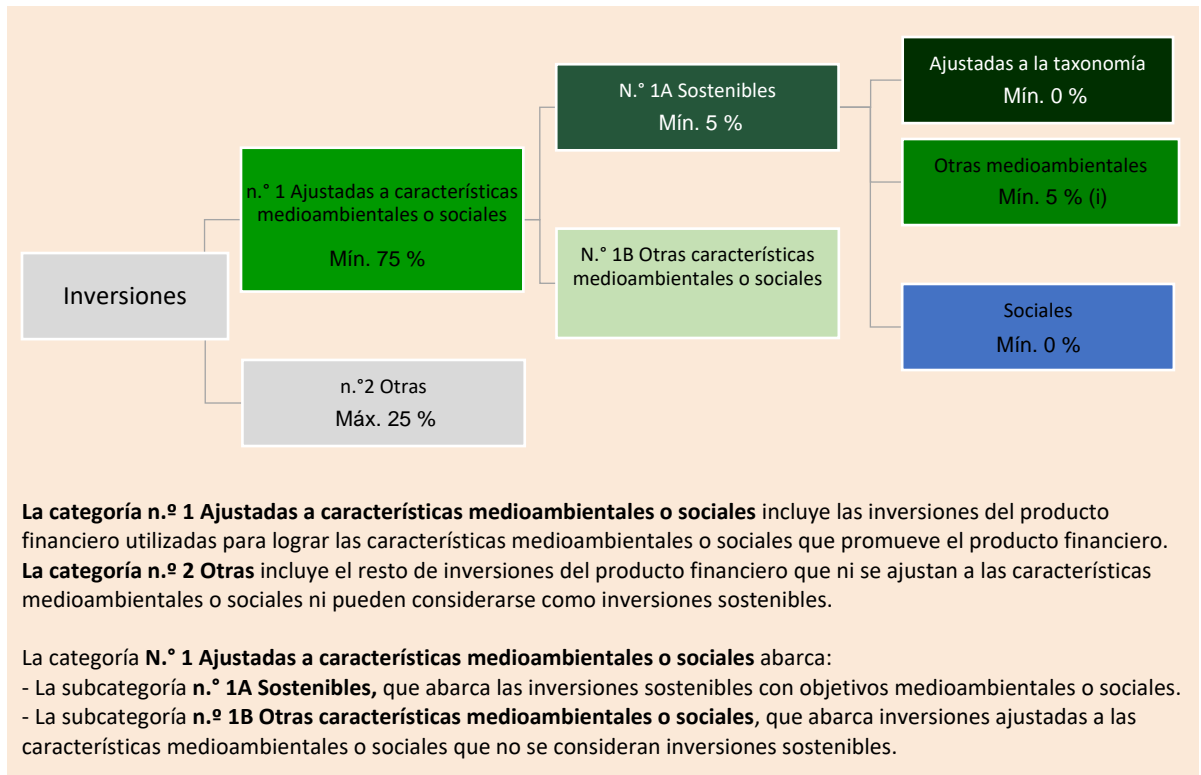 Inversiones
n.° 1 Ajustadas a características
medioambientales o sociales
Mín. 75 %
n.°2 Otras
Máx. 25 %
N.° 1A Sostenibles
Mín. 5 %
N.° 1B Otras características
medioambientales o sociales
Ajustadas a la taxonomía
Mín. 0 %
Otras medioambientales
Mín. 5 % (i)
Sociales
Mín. 0 %
La categoría n.º 1 Ajustadas a características medioambientales o sociales incluye las inversiones del producto
financiero utilizadas para lograr las características medioambientales o sociales que promueve el producto financiero.
La categoría n.º 2 Otras incluye el resto de inversiones del producto financiero que ni se ajustan a las características
medioambientales o sociales ni pueden considerarse como inversiones sostenibles.
La categoría N.° 1 Ajustadas a características medioambientales o sociales abarca:
- La subcategoría n.° 1A Sostenibles, que abarca las inversiones sostenibles con objetivos medioambientales o sociales.
- La subcategoría n.º 1B Otras características medioambientales o sociales, que abarca inversiones ajustadas a las
características medioambientales o sociales que no se consideran inversiones sostenibles.